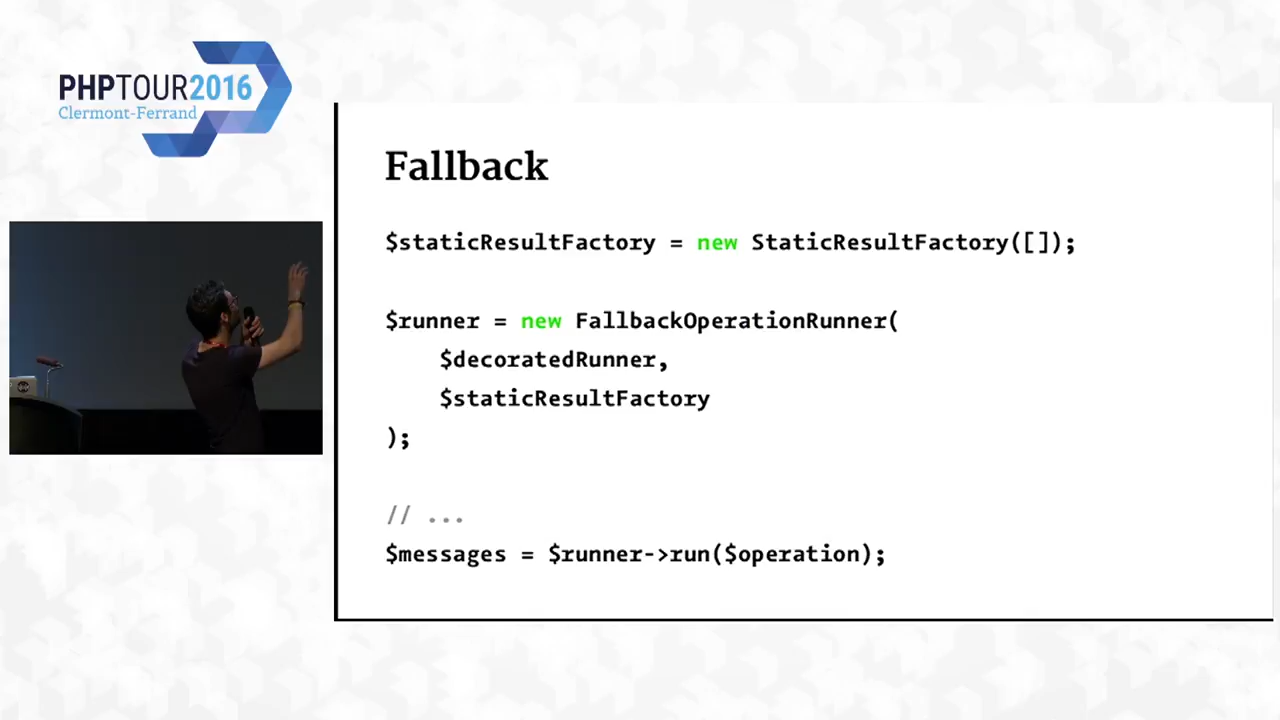 PHPTOUR2016
Clermont-Ferrand
Fallback
$staticResultFactory = new StaticResultFactory([]);
$runner = new FallbackOperationRunner(
    $decoratedRunner,
    $staticResultFactory
);
// ...
$messages = $runner->run($operation);